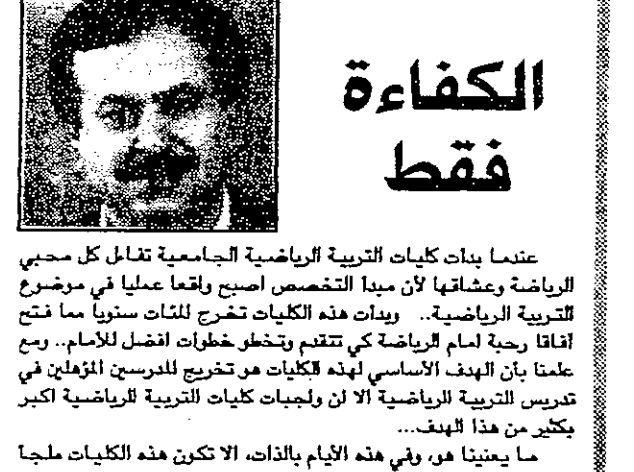 الكفاءة
فقط
عندما بدأت كليات التربية الرياضية الجامعية تفاءل كل محبي
الرياضة وعشاقها لأن مبدأ التخصص اصبح واقعا عمليا في موضوع
التربية الرياضية.. وبدأت هذه الكليات تخرج المئات سنويا مما فتح
آفاقا رحبة امام الرياضة كي تتقدم وتخطو خطوات افضل للأمام.. ومع
علمنا بأن الهدف الأساسي لهذه الكليات هو تخريج المدرسين المؤهلين في
تدريس التربية الرياضية الا ان واجبات كليات التربية الرياضية اكبر
بكثير من هذا الهدف...
ما يعنينا هو، وفي هذه الأيام بالذات، الا تكون هذه الكليات ملجأ